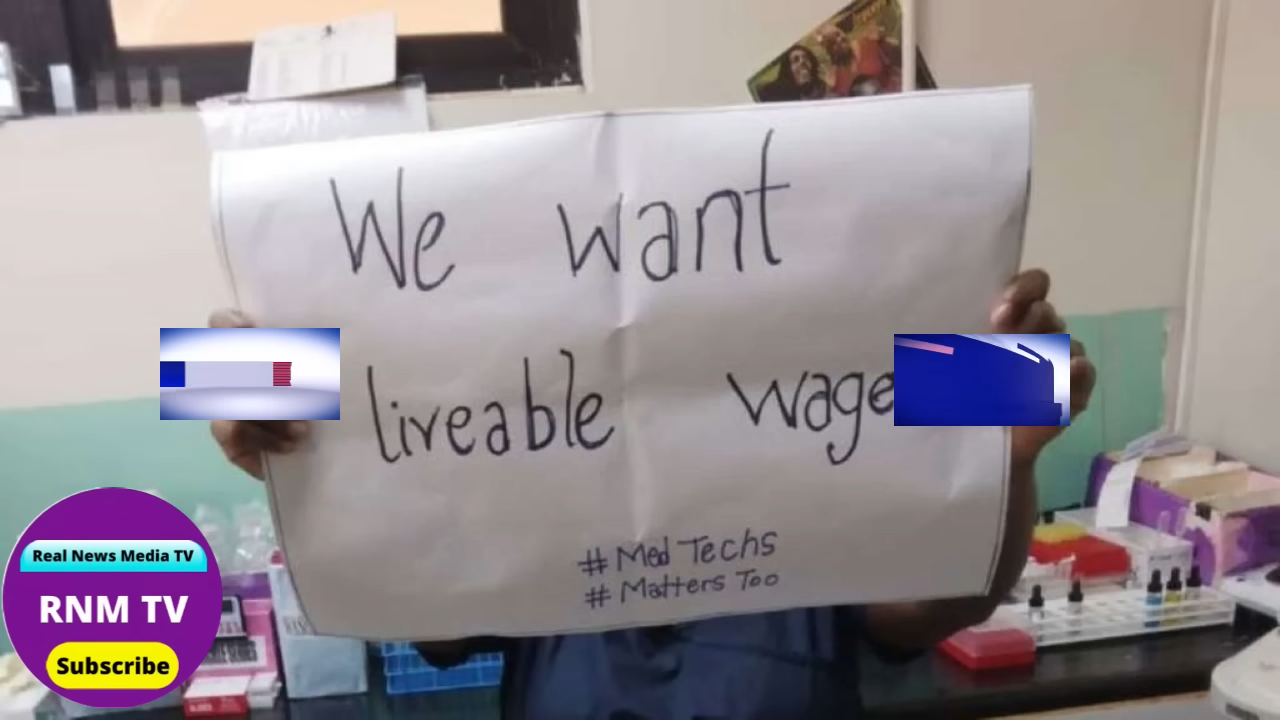 We want
liveable wage
# Med Techs
# Matters Too
Real News Media TV
RNM TV
Subscribe